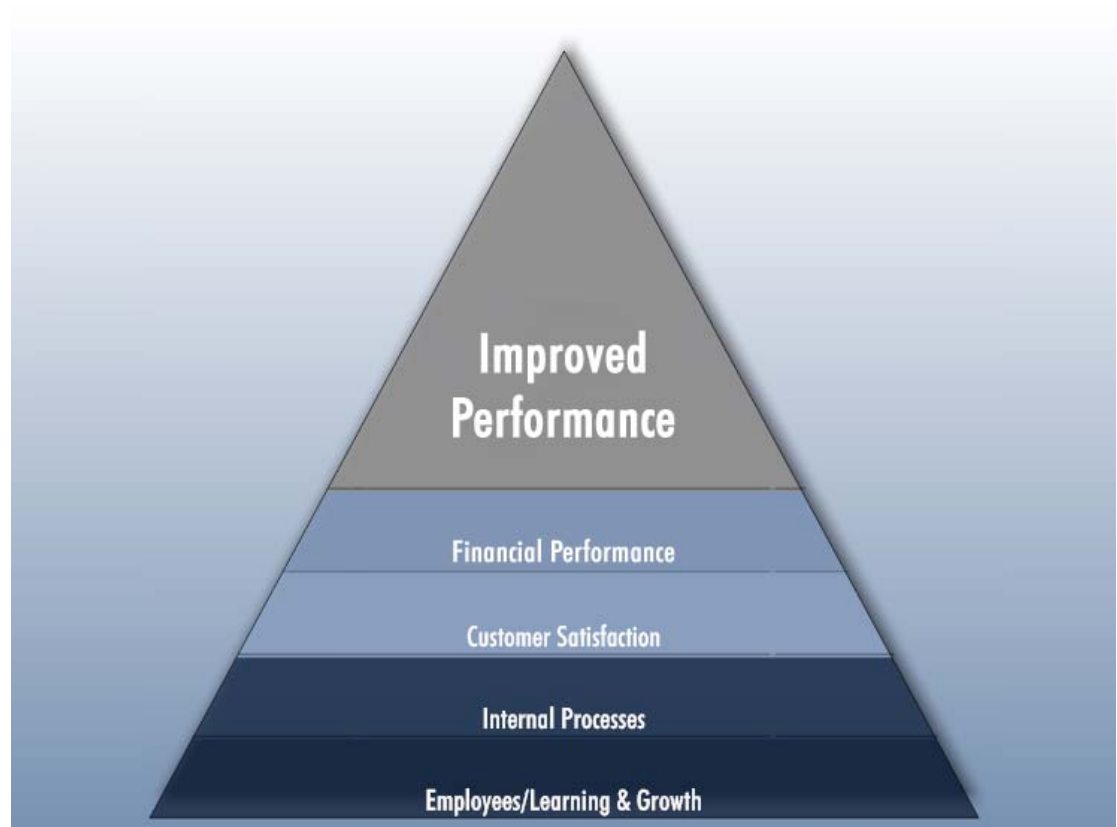 Improved
Performance
Financial Performance
Customer Satisfaction
Internal Processes
Employees/Learning & Growth